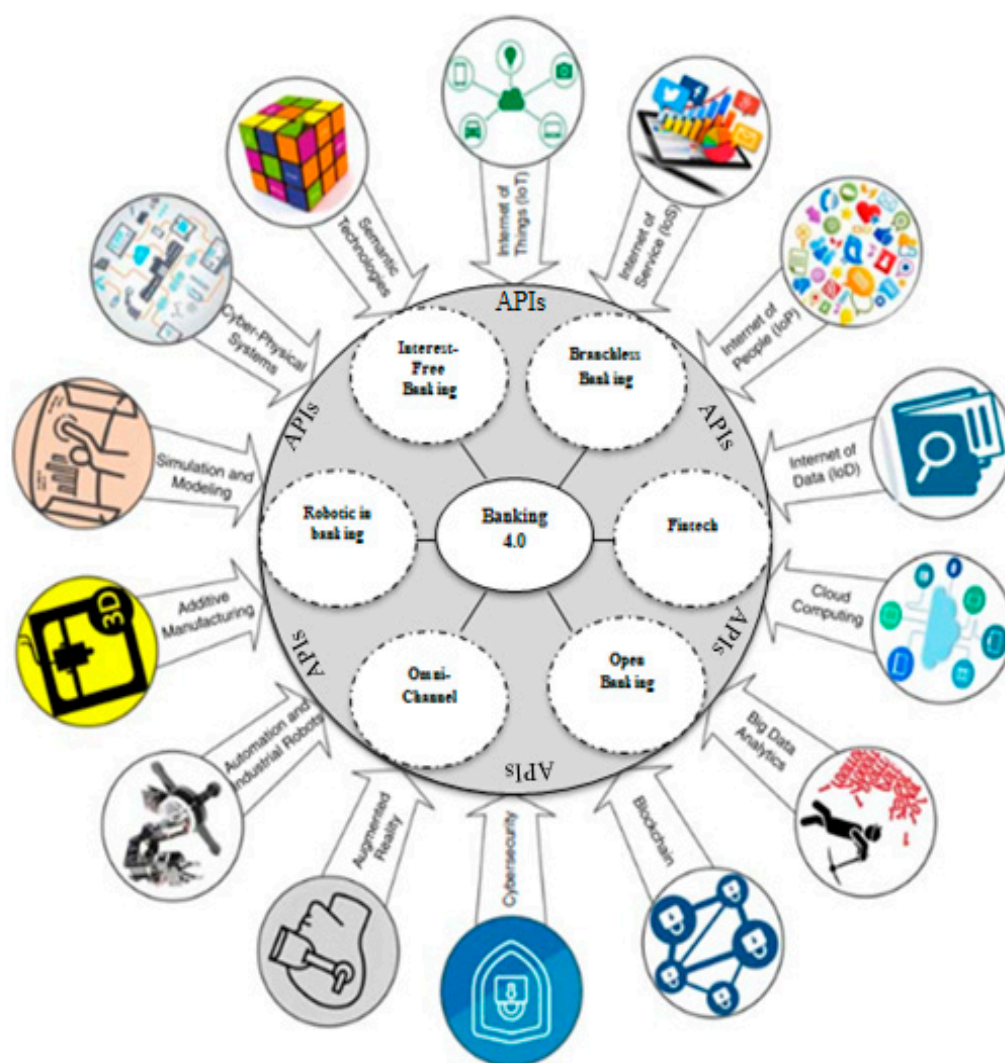 Internet of
Things (IoT)
Internet of
Service (IoS)
Internet of
People (IoP)
Internet of
Data (IoD)
Cloud
Computing
Big Data
Analytics
Blockchain
Cybersecurity
Augmented
Reality
Automation and
Industrial Robots
Additive
Manufacturing
3D
Simulation and
Modeling
Cyber-Physical
Systems
Semantic
Technologies
APIs
APIs
APIs
APIs
APIs
APIs
Interest-
Free
Banking
Branchless
Banking
Robotic in
banking
Banking
4.0
Fintech
Omni-
Channel
Open
Banking